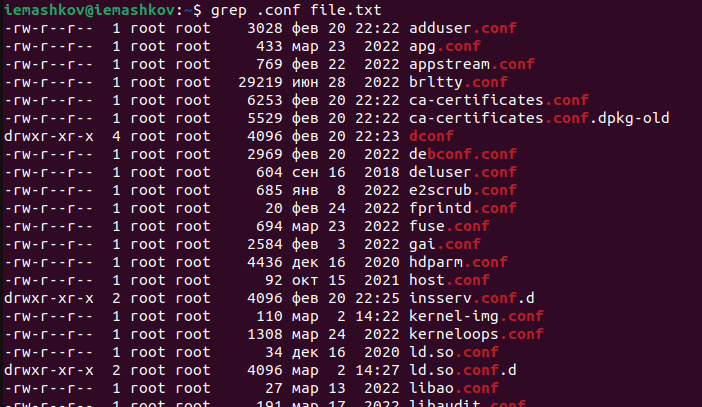 iemashkov@iemashkov:~$ grep .conf file.txt
-rw-r--r--  1 root root    3028 фев 20 22:22 adduser.conf
-rw-r--r--  1 root root     433 мар 23  2022 apg.conf
-rw-r--r--  1 root root     769 фев 22  2022 appstream.conf
-rw-r--r--  1 root root   29219 июн 28  2022 brltty.conf
-rw-r--r--  1 root root    6253 фев 20 22:22 ca-certificates.conf
-rw-r--r--  1 root root    5529 фев 20 22:22 ca-certificates.conf.dpkg-old
drwxr-xr-x  4 root root    4096 фев 20 22:23 dconf
-rw-r--r--  1 root root    2969 фев 20  2022 debconf.conf
-rw-r--r--  1 root root     604 сен 16  2018 deluser.conf
-rw-r--r--  1 root root     685 янв  8  2022 e2scrub.conf
-rw-r--r--  1 root root      20 фев 24  2022 fprintd.conf
-rw-r--r--  1 root root     694 мар 23  2022 fuse.conf
-rw-r--r--  1 root root    2584 фев  3  2022 gai.conf
-rw-r--r--  1 root root    4436 дек 16  2020 hdparm.conf
-rw-r--r--  1 root root      92 окт 15  2021 host.conf
drwxr-xr-x  2 root root    4096 фев 20 22:25 insserv.conf.d
-rw-r--r--  1 root root     110 мар  2 14:22 kernel-img.conf
-rw-r--r--  1 root root    1308 мар 24  2022 kerneloops.conf
-rw-r--r--  1 root root      34 дек 16  2020 ld.so.conf
drwxr-xr-x  2 root root    4096 мар  2 14:27 ld.so.conf.d
-rw-r--r--  1 root root      27 мар 13  2022 libao.conf
-rw-r--r--  1 root root     191 мар 17  2022 libaudit.conf